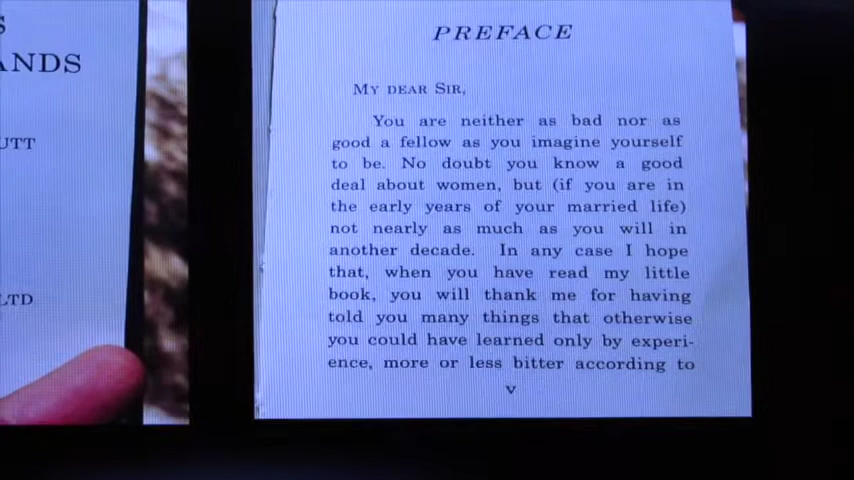 ANDS
UTT
LTD
PREFACE
MY DEAR SIR,
You are neither as bad nor as
good a fellow as you imagine yourself
to be. No doubt you know a good
deal about women, but (if you are in
the early years of your married life)
not nearly as much as you will in
another decade. In any case I hope
that, when you have read my little
book, you will thank me for having
told you many things that otherwise
you could have learned only by experi-
ence, more or less bitter according to
v